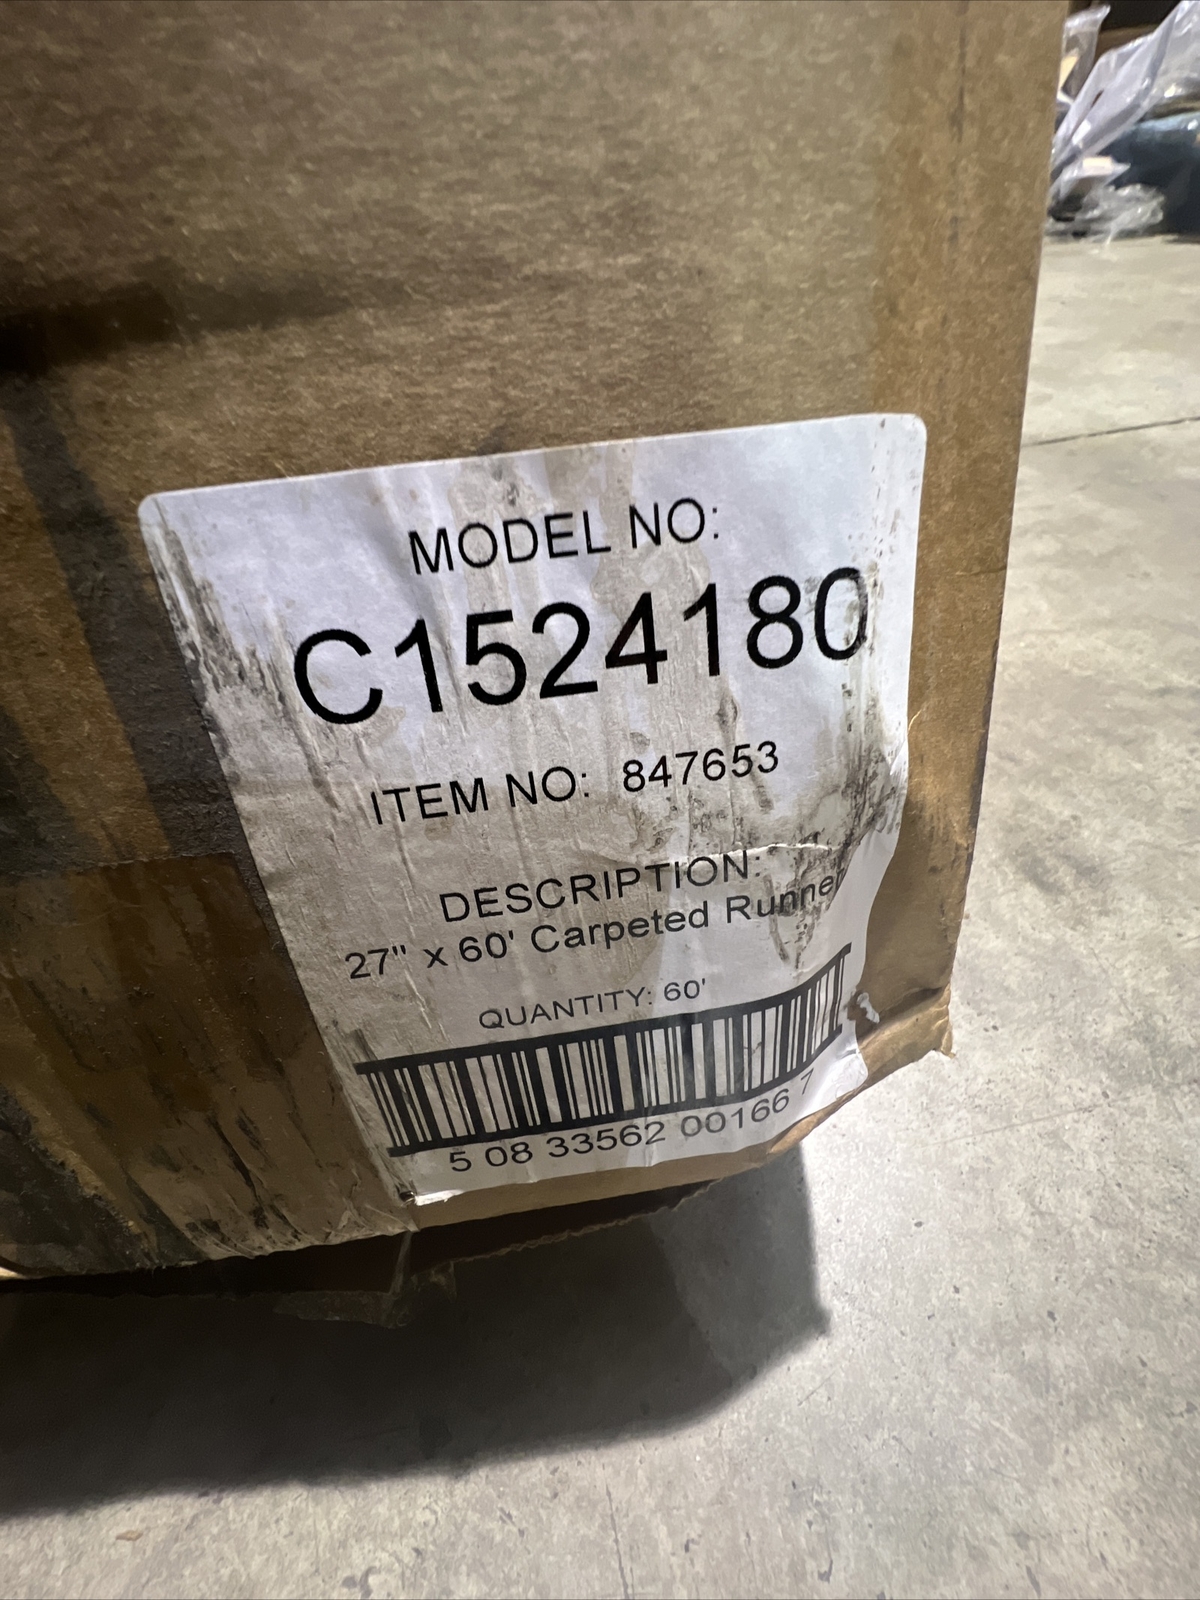 MODEL NO:
C1524180
ITEM NO: 847653
DESCRIPTION:
27" x 60' Carpeted Runner
QUANTITY: 60'
5 08 33562 00166 7